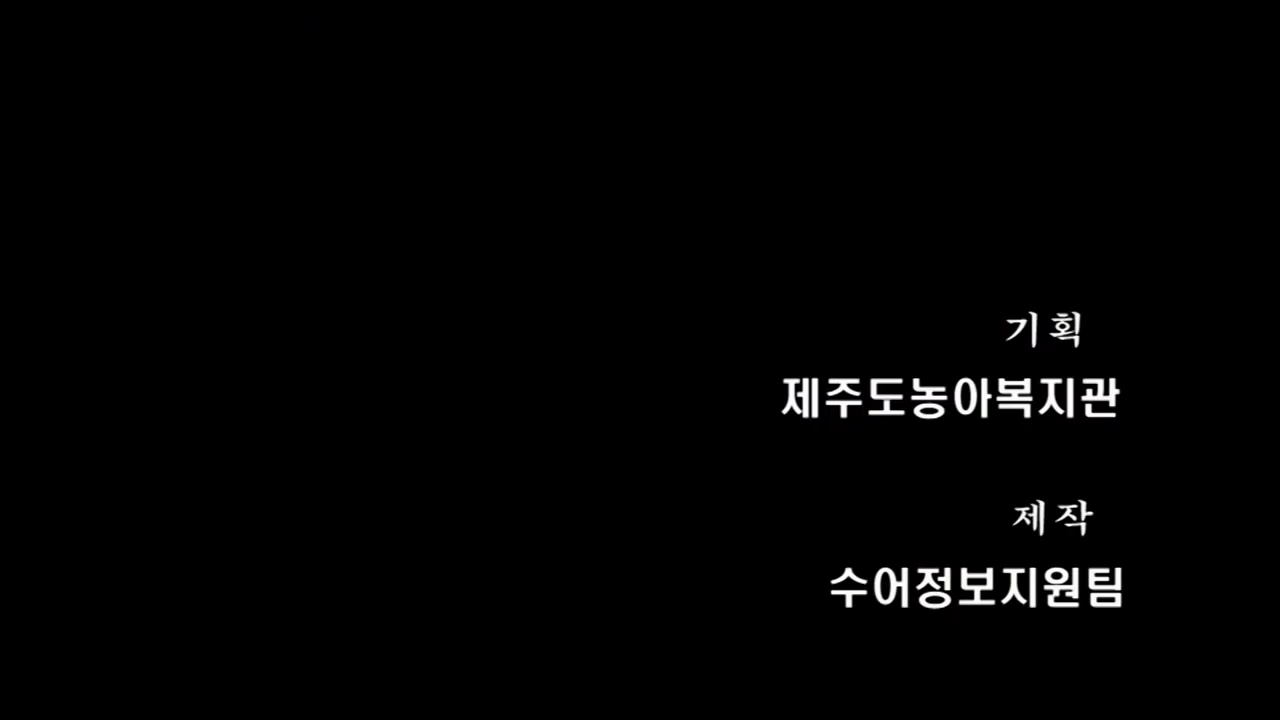 기획
제주도농아복지관
제작
수어정보지원팀